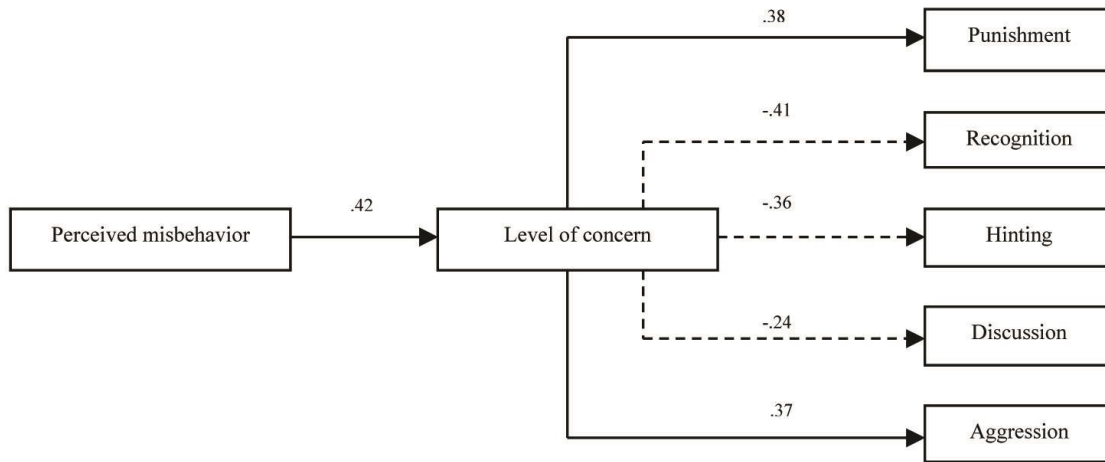 .38
Punishment
-.41
Recognition
Perceived misbehavior
.42
Level of concern
-.36
Hinting
-.24
Discussion
.37
Aggression